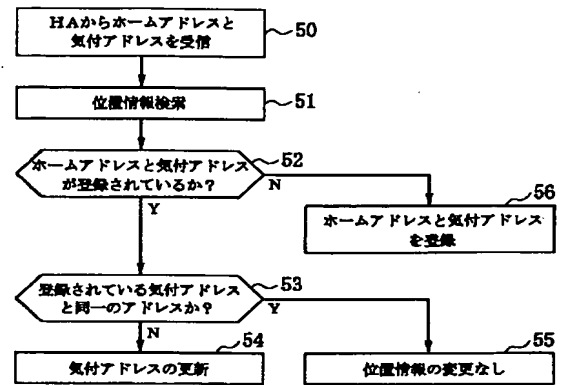 HAからホームアドレスと
気付アドレスを受信
50
位置情報検索
51
ホームアドレスと気付アドレス
が登録されているか？
52
N
Y
56
ホームアドレスと気付アドレス
を登録
登録されている気付アドレス
と同一のアドレスか？
53
Y
N
54
気付アドレスの更新
55
位置情報の変更なし